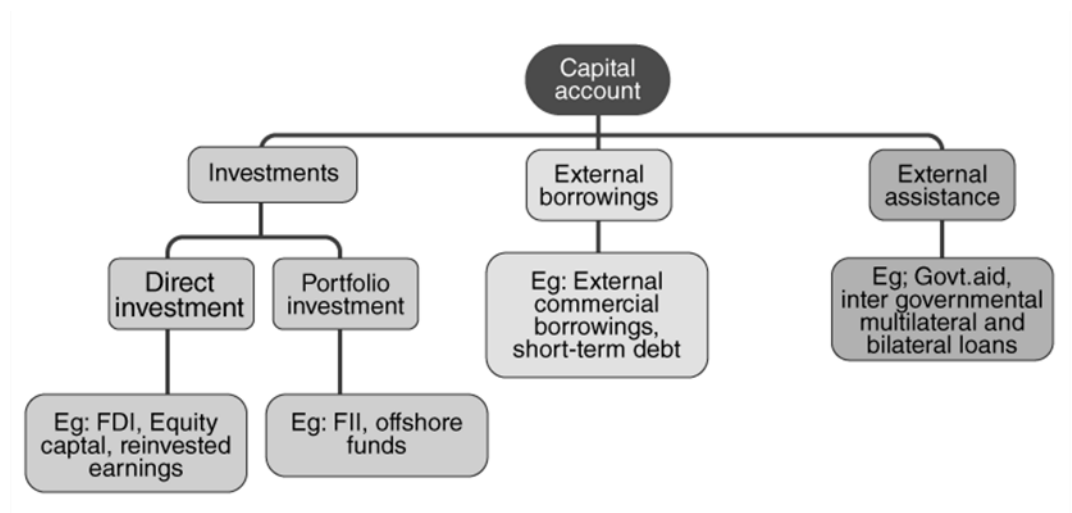 Capital
account
Investments
External
borrowings
External
assistance
Direct
investment
Portfolio
investment
Eg: External
commercial
borrowings,
short-term debt
Eg; Govt.aid,
inter governmental
multilateral and
bilateral loans
Eg: FDI, Equity
captal, reinvested
earnings
Eg: FII, offshore
funds